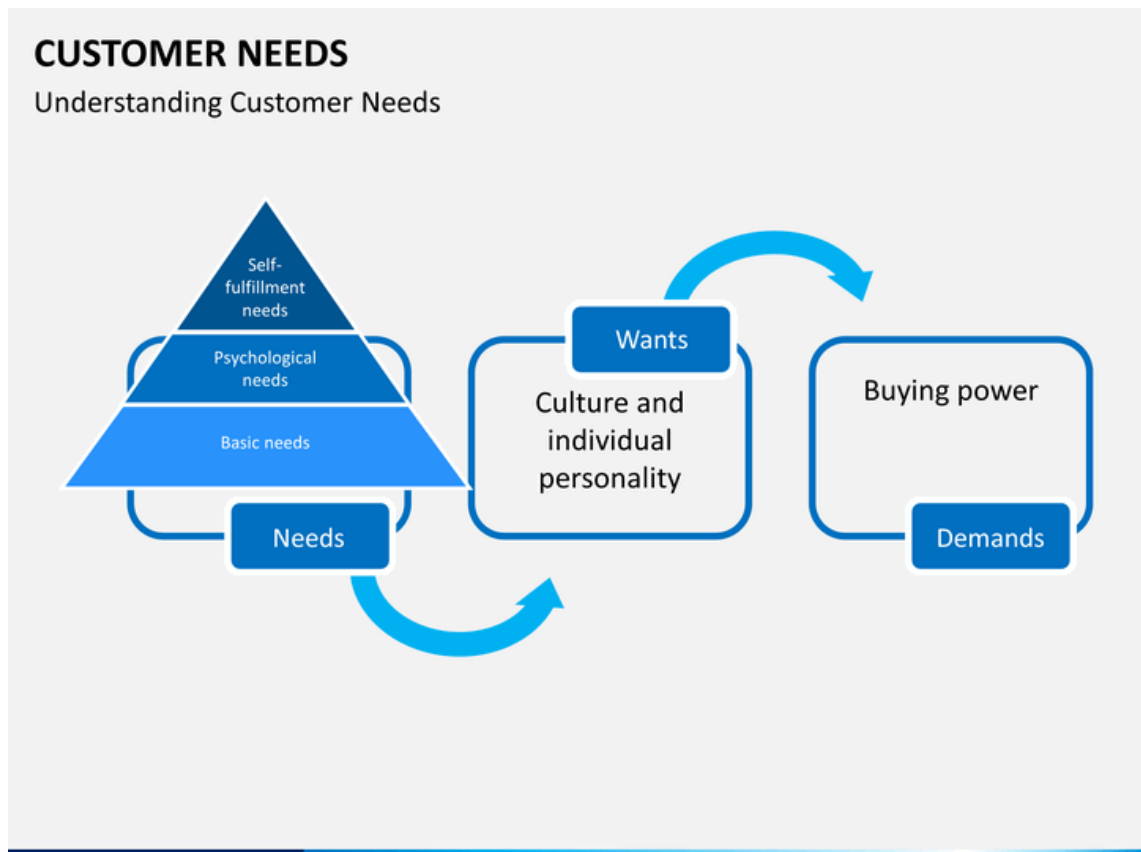 CUSTOMER NEEDS
Understanding Customer Needs
Self-
fulfillment
needs
Psychological
needs
Basic needs
Needs
Wants
Culture and
individual
personality
Buying power
Demands